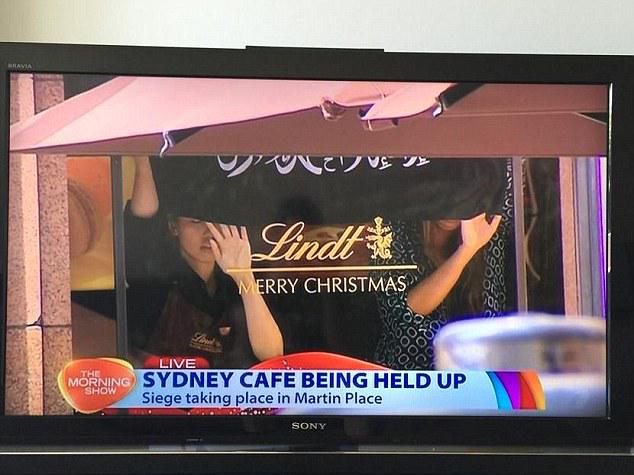 BRAVIA
Lindt
MERRY CHRISTMAS
Lindt
LIVE
THE
MORNING
SHOW
SYDNEY CAFE BEING HELD UP
Siege taking place in Martin Place
SONY